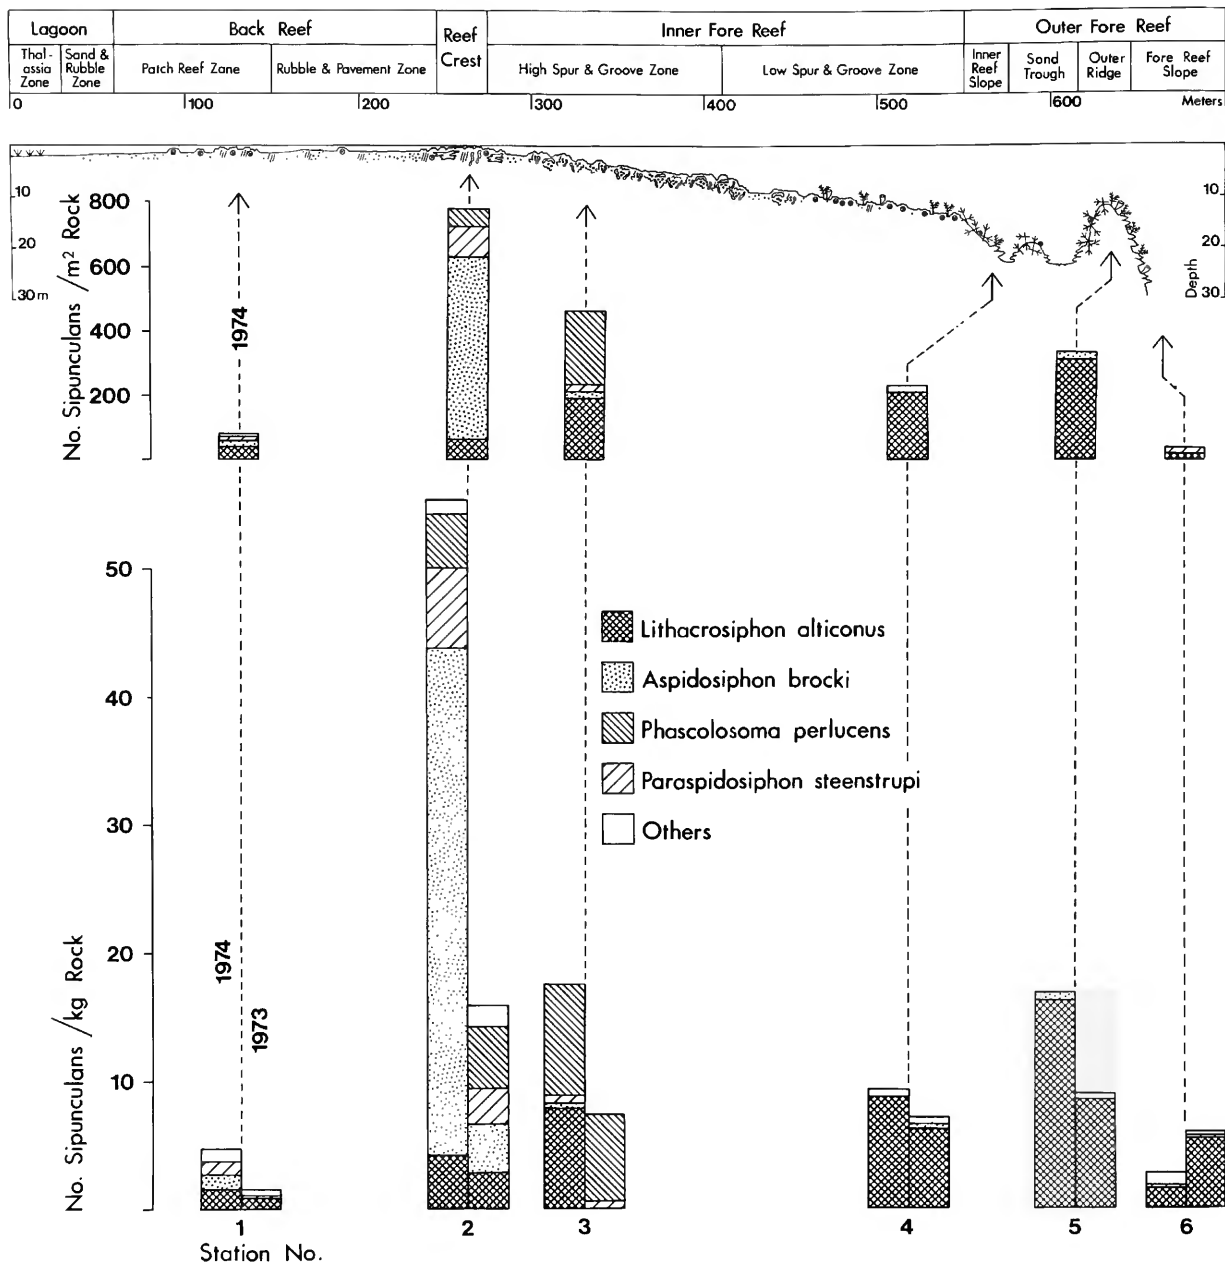 Lagoon Back Reef Reef Crest Inner Fore Reef Outer Fore Reef
Thal-assia Zone Sand & Rubble Zone Patch Reef Zane Rubble & Pavement Zone High Spur & Groove Zone Low Spur & Groove Zone Inner Reef Slope Sond Trough Outer Ridge Fore Reef Slope
0 100 200 300 400 500 600 Meters
10
20
30m
10
20
30
Depth
No. Sipunculans /m² Rock
800
600
400
200
1974
No. Sipunculans /kg Rock
50
40
30
20
10
1974
1973
Lithacrosiphon alticonus
Aspidosiphon brocki
Phascolosoma perlucens
Paraspidosiphon steenstrupi
Others
1 2 3 4 5 6
Station No.